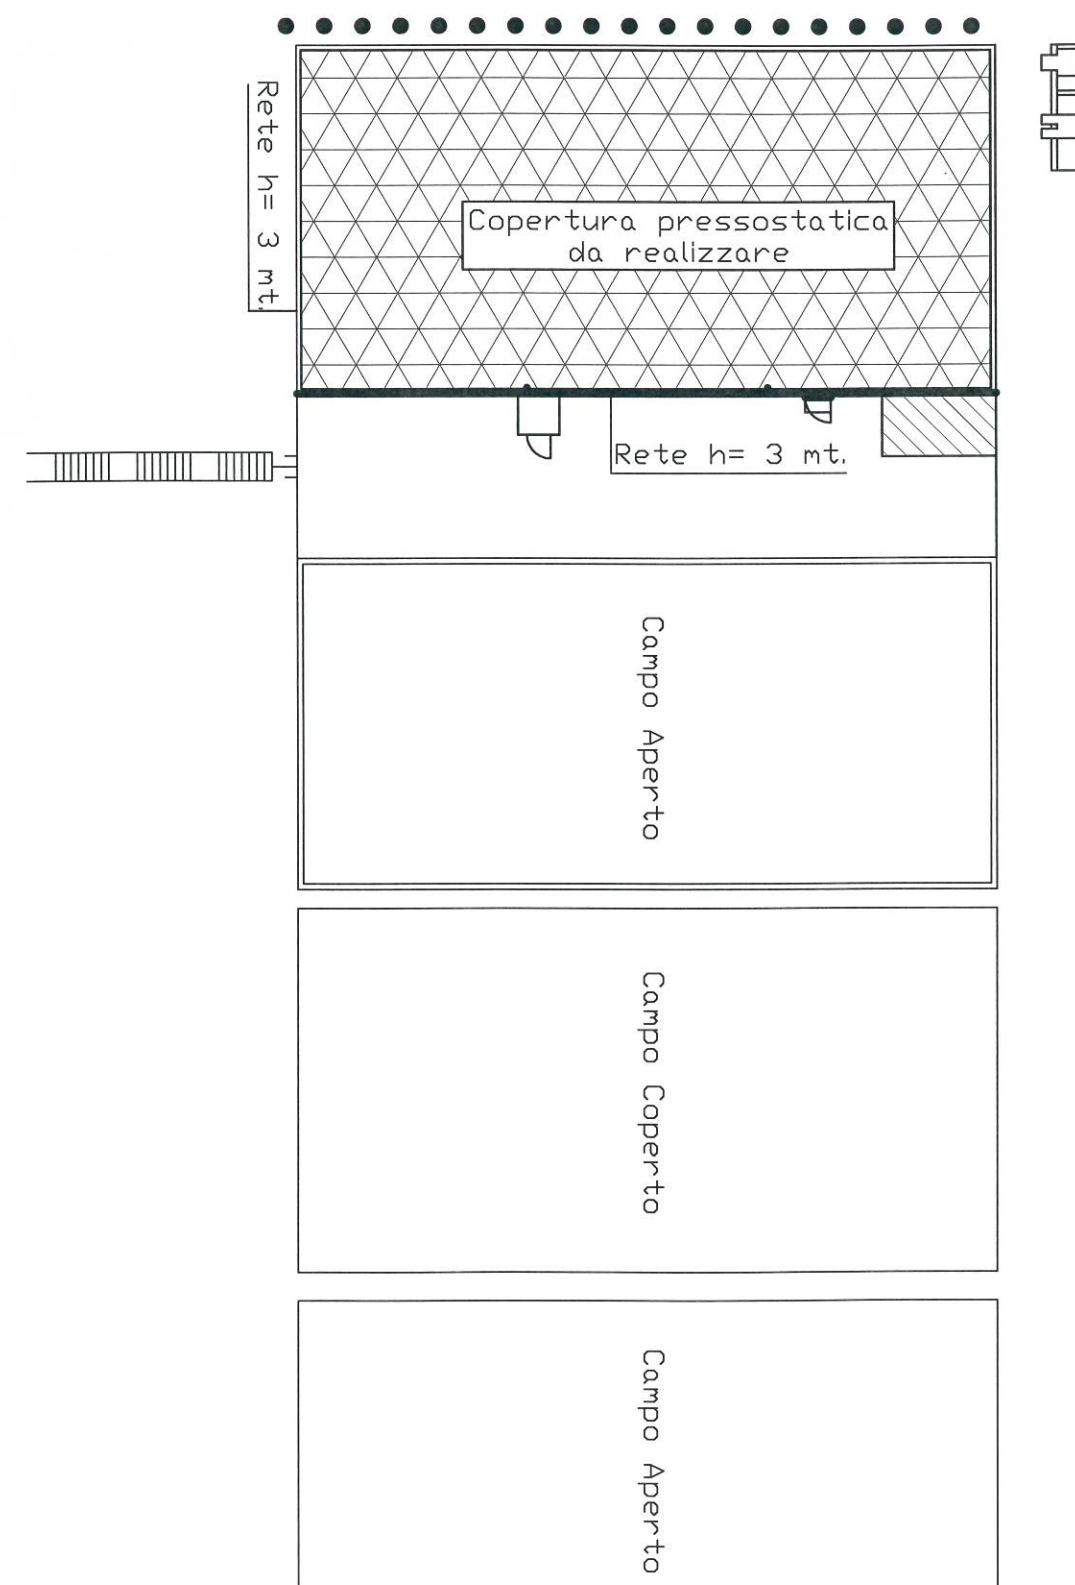 Rete h= 3 mt.
Copertura pressostatica
da realizzare
Rete h= 3 mt.
Campo Aperto
Campo Coperto
Campo Aperto